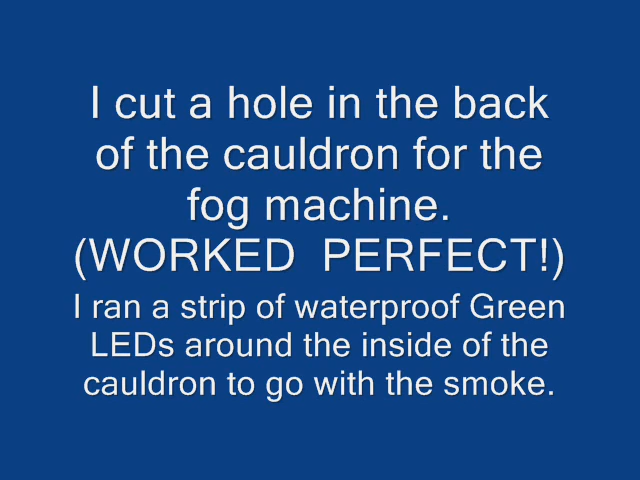 I cut a hole in the back
of the cauldron for the
fog machine.
(WORKED  PERFECT!)
I ran a strip of waterproof Green
LEDs around the inside of the
cauldron to go with the smoke.